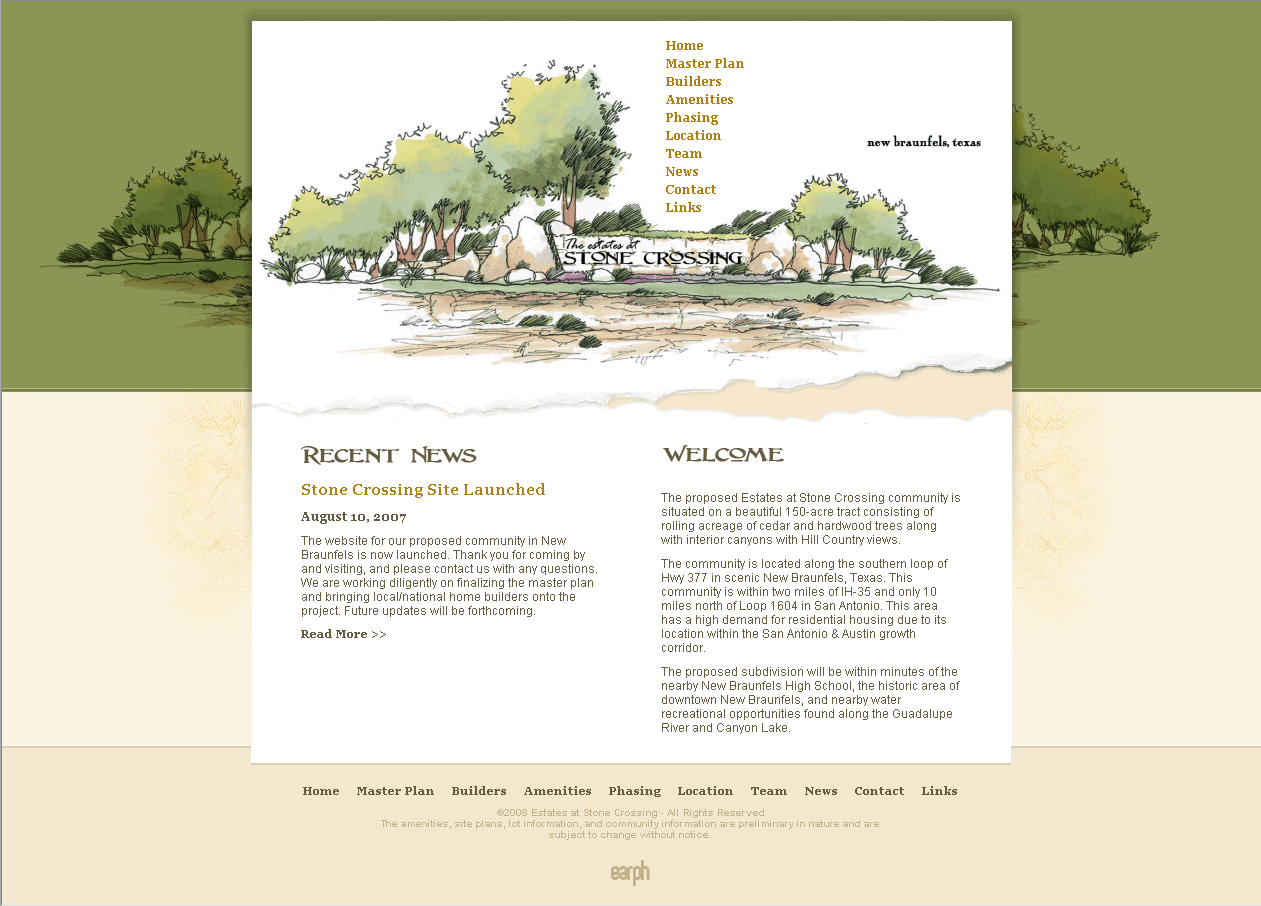 Home
Master Plan
Builders
Amenities
Phasing
Location
Team
News
Contact
Links
new braunfels, texas
The estates at
STONE CROSSING
RECENT NEWS
Stone Crossing Site Launched
August 10, 2007
The website for our proposed community in New
Braunfels is now launched. Thank you for coming by
and visiting, and please contact us with any questions.
We are working diligently on finalizing the master plan
and bringing local/national home builders onto the
project. Future updates will be forthcoming.
Read More >>
WELCOME
The proposed Estates at Stone Crossing community is
situated on a beautiful 150-acre tract consisting of
rolling acreage of cedar and hardwood trees along
with interior canyons with Hill Country views.
The community is located along the southern loop of
Hwy 377 in scenic New Braunfels, Texas. This
community is within two miles of IH-35 and only 10
miles north of Loop 1604 in San Antonio. This area
has a high demand for residential housing due to its
location within the San Antonio & Austin growth
corridor.
The proposed subdivision will be within minutes of the
nearby New Braunfels High School, the historic area of
downtown New Braunfels, and nearby water
recreational opportunities found along the Guadalupe
River and Canyon Lake.
Home Master Plan Builders Amenities Phasing Location Team News Contact Links
©2008 Estates at Stone Crossing - All Rights Reserved
The amenities, site plans, lot information, and community information are preliminary in nature and are
subject to change without notice.
earph